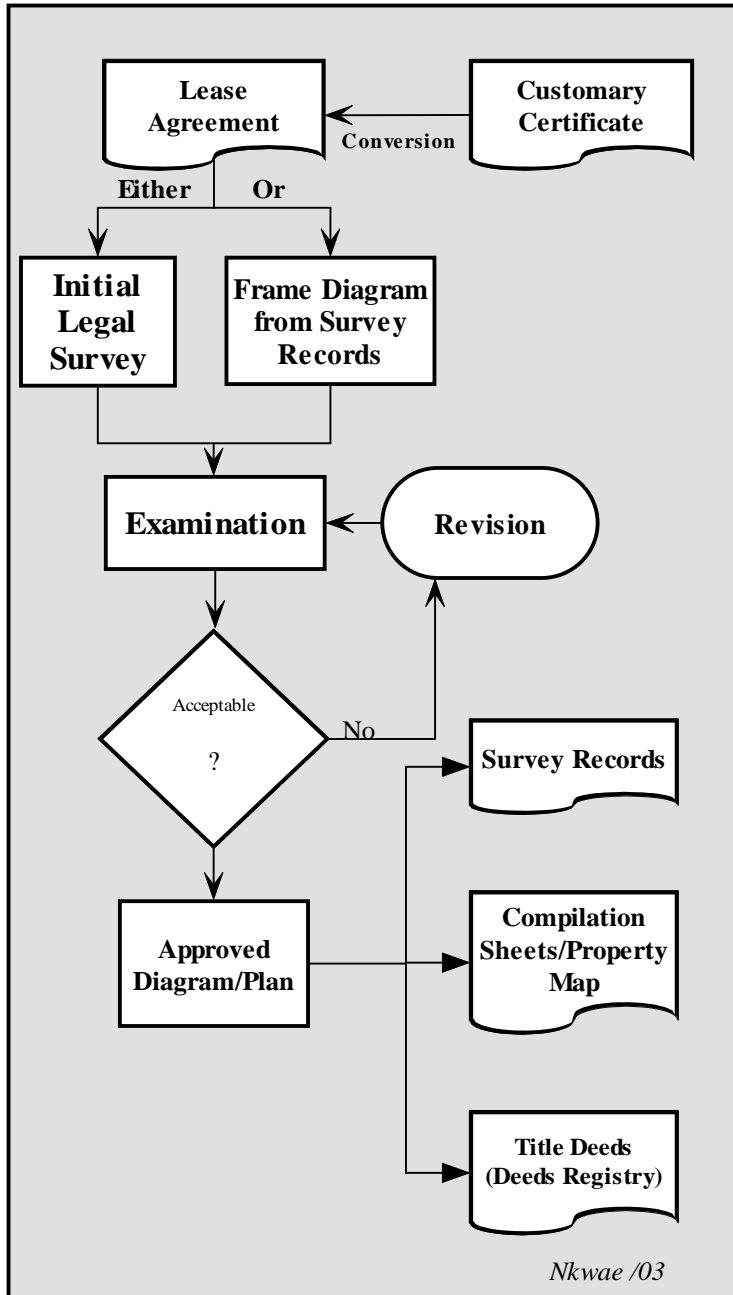 Lease
Agreement
Customary
Certificate
Conversion
Either
Or
Initial
Legal
Survey
Frame Diagram
from Survey
Records
Examination
Revision
Acceptable
?
No
Survey Records
Approved
Diagram/Plan
Compilation
Sheets/Property
Map
Title Deeds
(Deeds Registry)
Nkwae /03